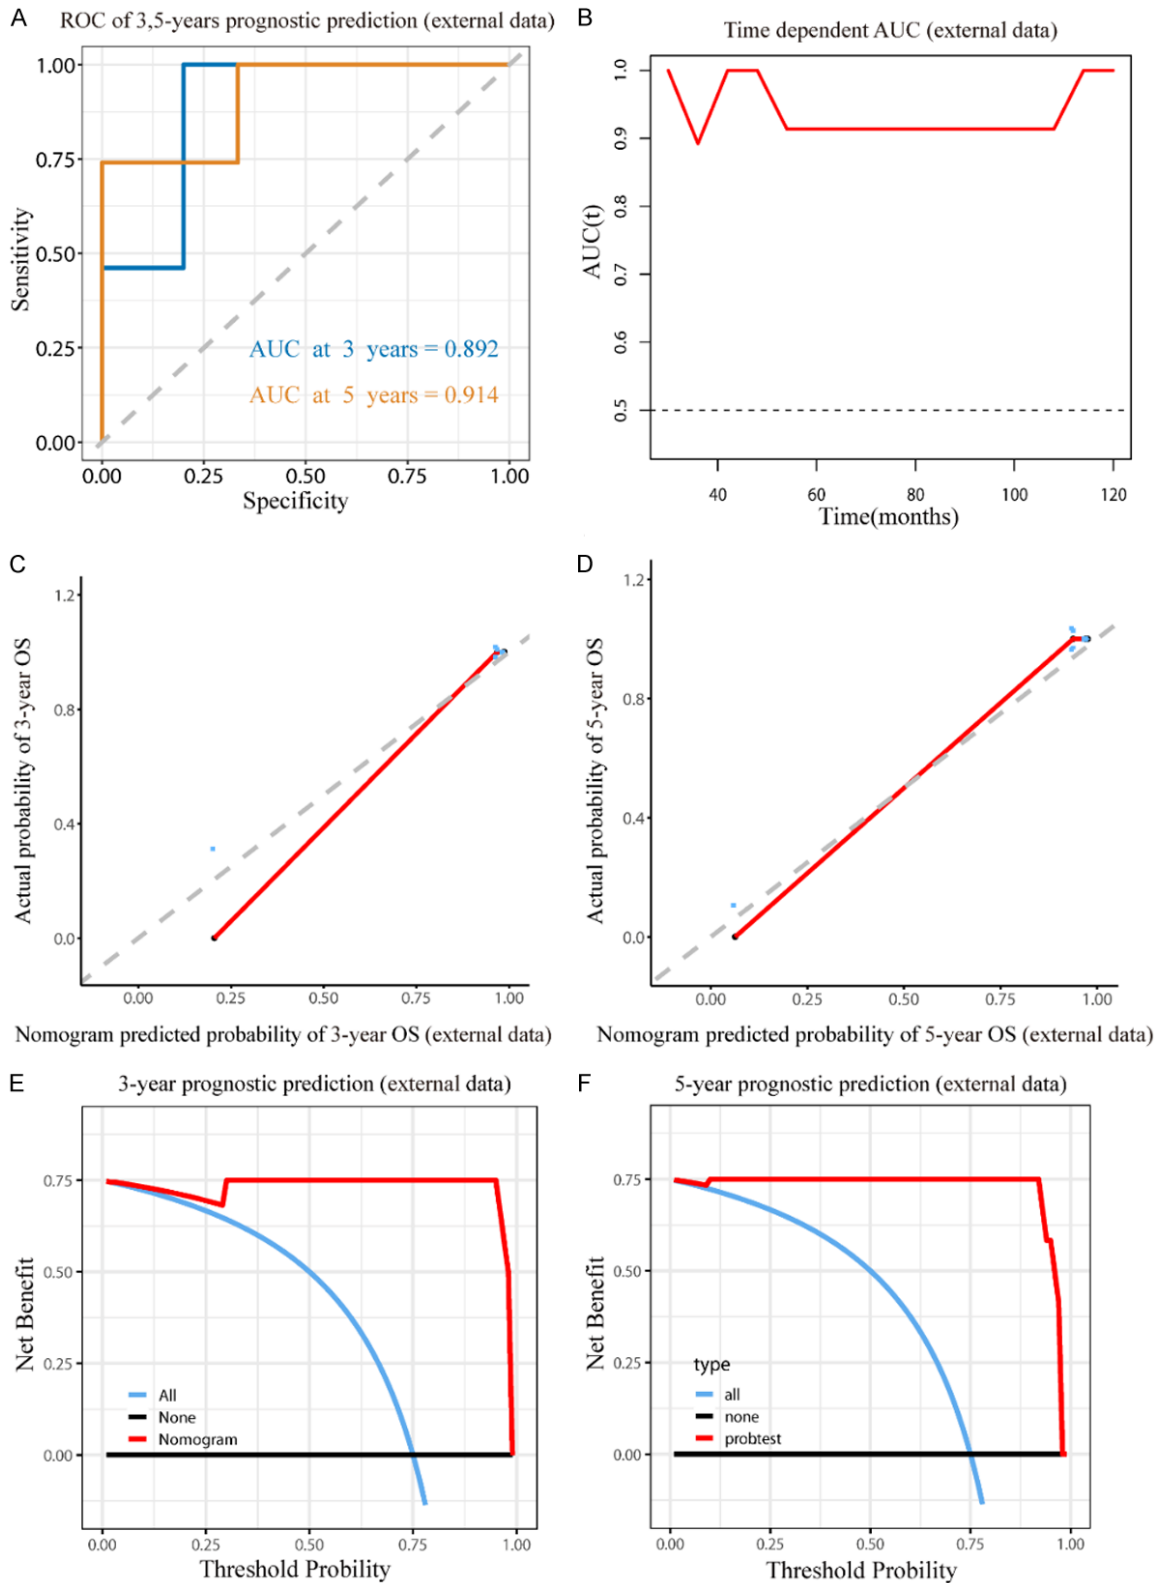 A
ROC of 3,5-years prognostic prediction (external data)
1.00
0.75
0.50
0.25
0.00
Sensitivity
AUC at 3 years = 0.892
AUC at 5 years = 0.914
0.00 0.25 0.50 0.75 1.00
Specificity
B
Time dependent AUC (external data)
1.0
0.9
0.8
0.7
0.6
0.5
AUC(t)
40 60 80 100 120
Time(months)
C
1.2
0.8
0.4
0.0
Actual probability of 3-year OS
0.00 0.25 0.50 0.75 1.00
Nomogram predicted probability of 3-year OS (external data)
D
1.2
0.8
0.4
0.0
Actual probability of 5-year OS
0.00 0.25 0.50 0.75 1.00
Nomogram predicted probability of 5-year OS (external data)
E
3-year prognostic prediction (external data)
0.75
0.50
0.25
0.00
Net Benefit
All
None
Nomogram
0.00 0.25 0.50 0.75 1.00
Threshold Probility
F
5-year prognostic prediction (external data)
0.75
0.50
0.25
0.00
Net Benefit
type
all
none
probtest
0.00 0.25 0.50 0.75 1.00
Threshold Probility